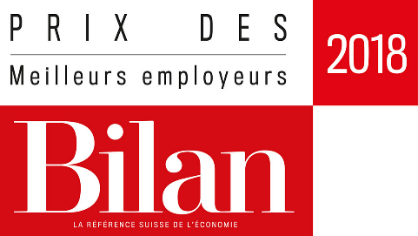 PRIX DES
Meilleurs employeurs
2018
Bilan
LA RÉFÉRENCE SUISSE DE L'ÉCONOMIE